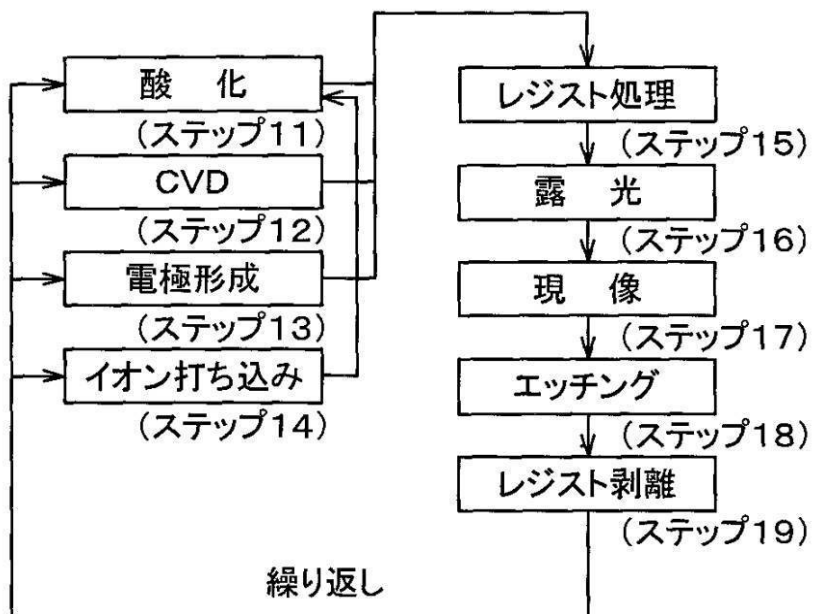 酸　化
(ステップ11)
CVD
(ステップ12)
電極形成
(ステップ13)
イオン打ち込み
(ステップ14)
レジスト処理
(ステップ15)
露　光
(ステップ16)
現　像
(ステップ17)
エッチング
(ステップ18)
レジスト剥離
(ステップ19)
繰り返し